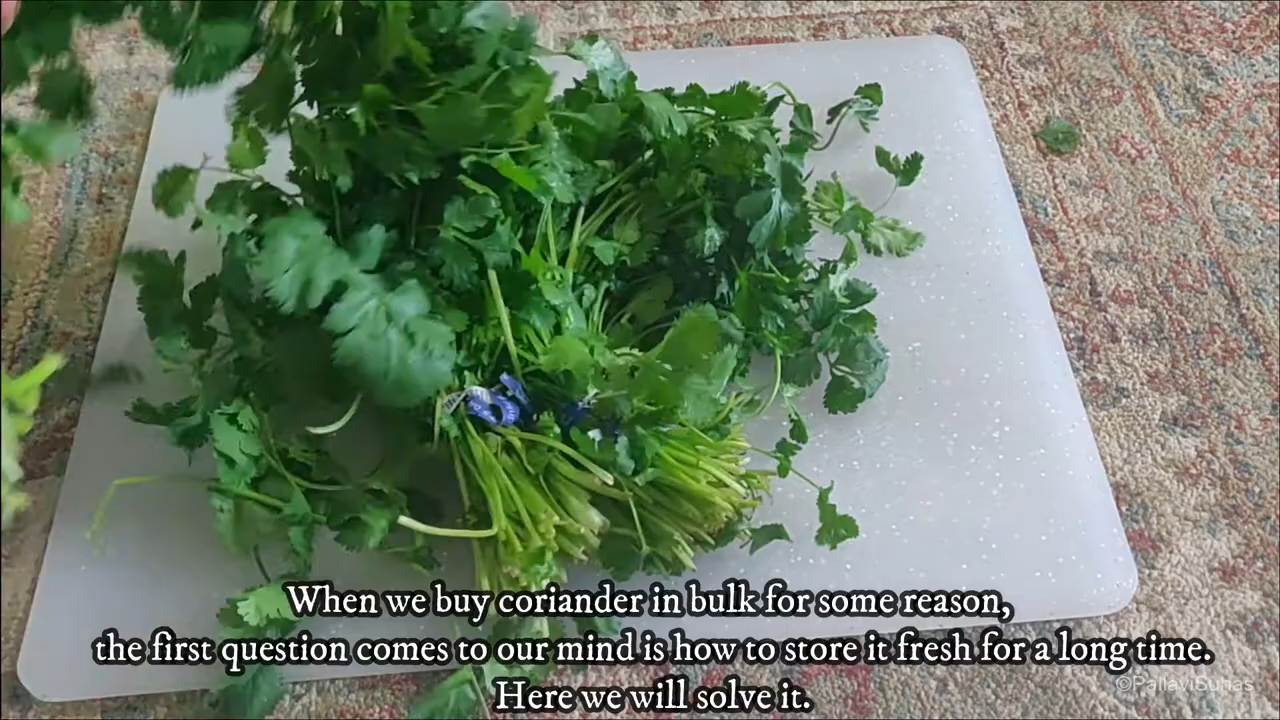 When we buy coriander in bulk for some reason,
the first question comes to our mind is how to store it fresh for a long time.
Here we will solve it.
©PallaviSuhas